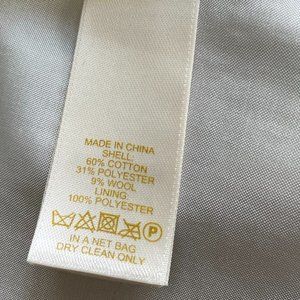 MADE IN CHINA
SHELL:
60% COTTON
31% POLYESTER
9% WOOL
LINING:
100% POLYESTER
P
IN A NET BAG
DRY CLEAN ONLY